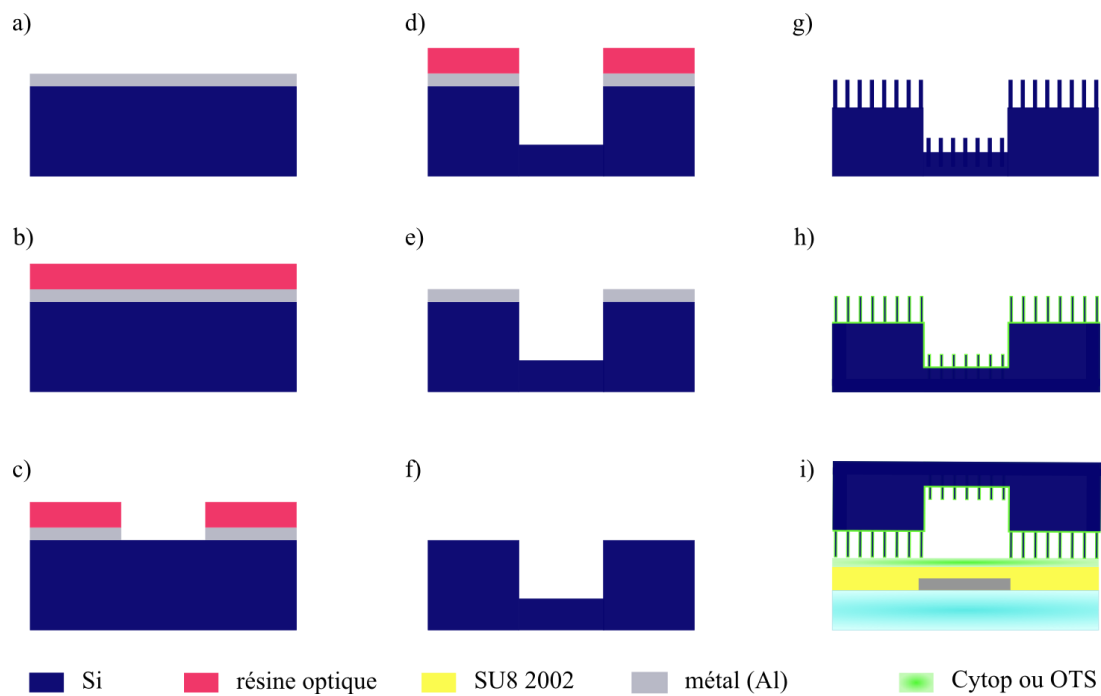 a)
d)
g)
b)
e)
h)
c)
f)
i)
Si
résine optique
SU8 2002
métal (Al)
Cytop ou OTS